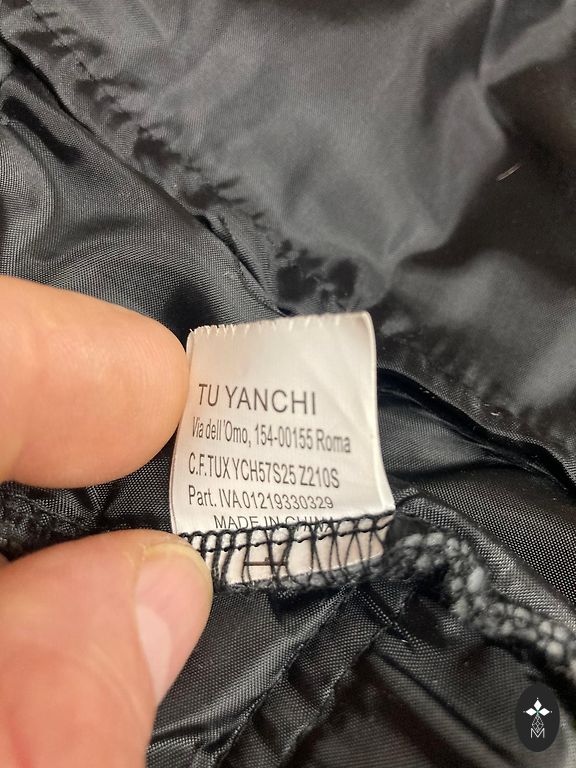 TU YANCHI
Via dell'Omo, 154-00155 Roma
C.F.TUX YCH57S25 Z210S
Part. IVA01219330329
MADE IN CHINA
M